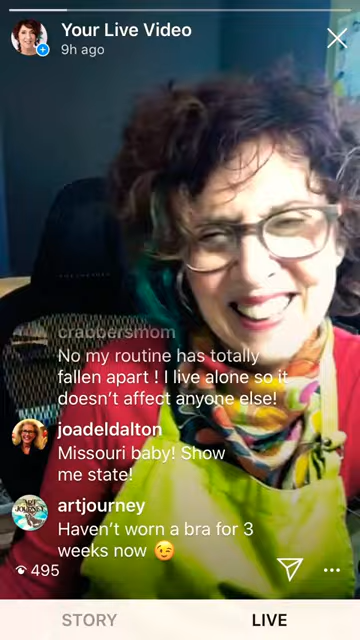 Your Live Video
9h ago
crabbersmom
No my routine has totally
fallen apart ! I live alone so it
doesn't affect anyone else!
joadeldalton
Missouri baby! Show
me state!
ART
JOURNEY
artjourney
Haven't worn a bra for 3
weeks now 😉
495
STORY
LIVE